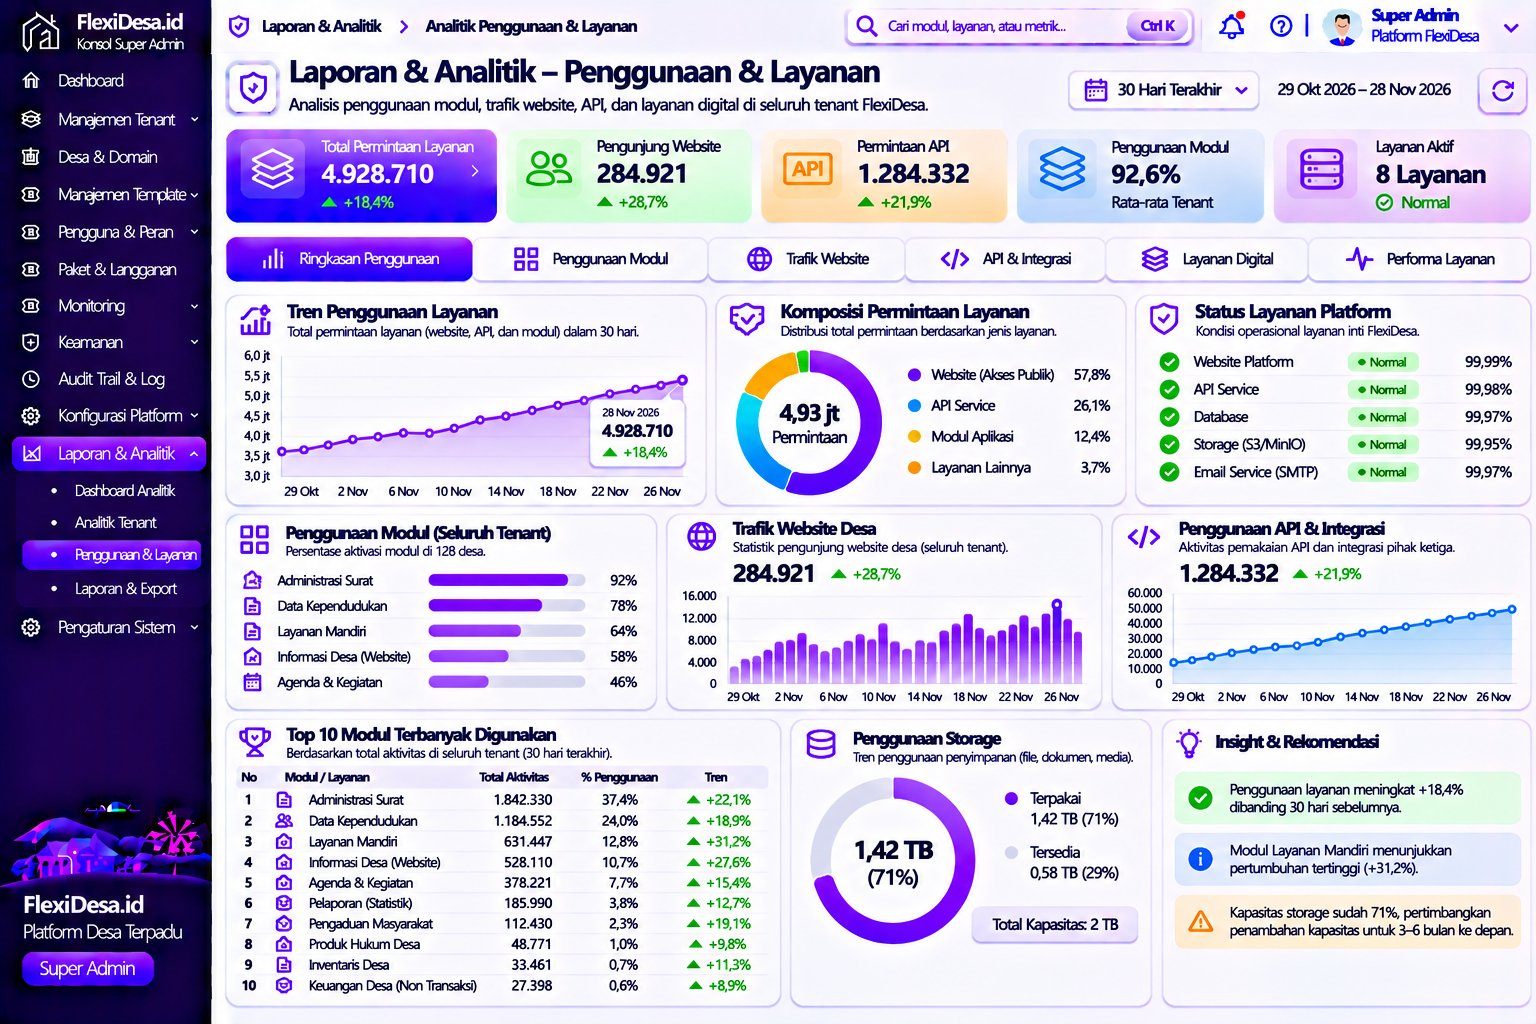 FlexiDesa.id
Konsol Super Admin
Dashboard
Manajemen Tenant
Desa & Domain
Manajemen Template
Pengguna & Peran
Paket & Langganan
Monitoring
Keamanan
Audit Trail & Log
Konfigurasi Platform
Laporan & Analitik
Dashboard Analitik
Analitik Tenant
Penggunaan & Layanan
Laporan & Export
Pengaturan Sistem
FlexiDesa.id
Platform Desa Terpadu
Super Admin
Laporan & Analitik > Analitik Penggunaan & Layanan
Cari modul, layanan, atau metrik... Ctrl K
Super Admin
Platform FlexiDesa
Laporan & Analitik – Penggunaan & Layanan
Analisis penggunaan modul, trafik website, API, dan layanan digital di seluruh tenant FlexiDesa.
30 Hari Terakhir
29 Okt 2026 – 28 Nov 2026
Total Permintaan Layanan
4.928.710
+18,4%
Pengunjung Website
284.921
+28,7%
API
Permintaan API
1.284.332
+21,9%
Penggunaan Modul
92,6%
Rata-rata Tenant
Layanan Aktif
8 Layanan
Normal
Ringkasan Penggunaan
Penggunaan Modul
Trafik Website
API & Integrasi
Layanan Digital
Performa Layanan
Tren Penggunaan Layanan
Total permintaan layanan (website, API, dan modul) dalam 30 hari.
6,0 jt
5,5 jt
5,0 jt
4,5 jt
4,0 jt
3,5 jt
3,0 jt
28 Nov 2026
4.928.710
+18,4%
29 Okt 2 Nov 6 Nov 10 Nov 14 Nov 18 Nov 22 Nov 26 Nov
Komposisi Permintaan Layanan
Distribusi total permintaan berdasarkan jenis layanan.
4,93 jt
Permintaan
Website (Akses Publik) 57,8%
API Service 26,1%
Modul Aplikasi 12,4%
Layanan Lainnya 3,7%
Status Layanan Platform
Kondisi operasional layanan inti FlexiDesa.
Website Platform Normal 99,99%
API Service Normal 99,98%
Database Normal 99,97%
Storage (S3/MinIO) Normal 99,95%
Email Service (SMTP) Normal 99,97%
Penggunaan Modul (Seluruh Tenant)
Persentase aktivasi modul di 128 desa.
Administrasi Surat 92%
Data Kependudukan 78%
Layanan Mandiri 64%
Informasi Desa (Website) 58%
Agenda & Kegiatan 46%
Trafik Website Desa
Statistik pengunjung website desa (seluruh tenant).
284.921 +28,7%
16.000
12.000
8.000
4.000
0
29 Okt 2 Nov 6 Nov 10 Nov 14 Nov 18 Nov 22 Nov 26 Nov
Penggunaan API & Integrasi
Aktivitas pemakaian API dan integrasi pihak ketiga.
1.284.332 +21,9%
60.000
50.000
40.000
30.000
20.000
10.000
0
29 Okt 2 Nov 6 Nov 10 Nov 14 Nov 18 Nov 22 Nov 26 Nov
Top 10 Modul Terbanyak Digunakan
Berdasarkan total aktivitas di seluruh tenant (30 hari terakhir).
No Modul / Layanan Total Aktivitas % Penggunaan Tren
1 Administrasi Surat 1.842.330 37,4% +22,1%
2 Data Kependudukan 1.184.552 24,0% +18,9%
3 Layanan Mandiri 631.447 12,8% +31,2%
4 Informasi Desa (Website) 528.110 10,7% +27,6%
5 Agenda & Kegiatan 378.221 7,7% +15,4%
6 Pelaporan (Statistik) 185.990 3,8% +12,7%
7 Pengaduan Masyarakat 112.430 2,3% +19,1%
8 Produk Hukum Desa 48.771 1,0% +9,8%
9 Inventaris Desa 33.461 0,7% +11,3%
10 Keuangan Desa (Non Transaksi) 27.398 0,6% +8,9%
Penggunaan Storage
Tren penggunaan penyimpanan (file, dokumen, media).
1,42 TB
(71%)
Terpakai
1,42 TB (71%)
Tersedia
0,58 TB (29%)
Total Kapasitas: 2 TB
Insight & Rekomendasi
Penggunaan layanan meningkat +18,4%
dibanding 30 hari sebelumnya.
Modul Layanan Mandiri menunjukkan
pertumbuhan tertinggi (+31,2%).
Kapasitas storage sudah 71%, pertimbangkan
penambahan kapasitas untuk 3–6 bulan ke depan.